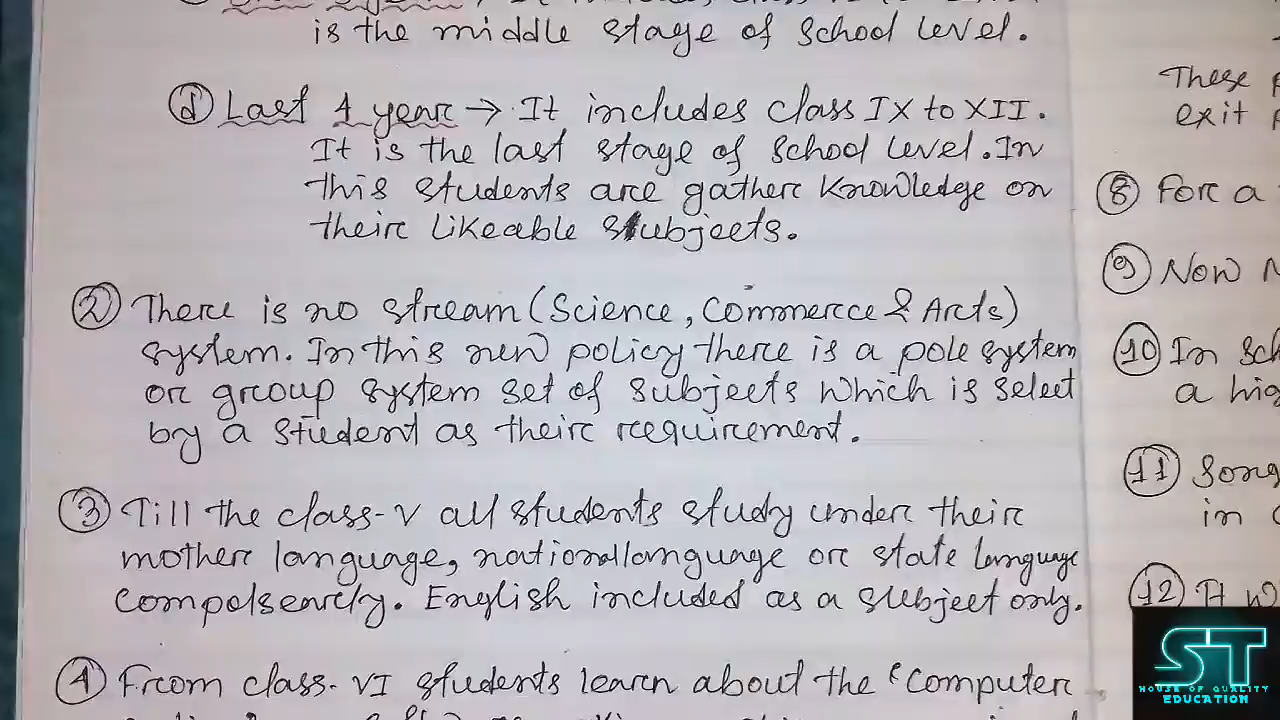 is the middle stage of school level.
ⓓ Last 4 year → It includes class IX to XII.
It is the last stage of school level. In
this students are gather knowledge on
their likeable subjects.
② There is no stream (Science, Commerce & Arts)
system. In this new policy there is a pole system
or group system set of subjects which is select
by a student as their requirement.
③ Till the class-V all students study under their
mother language, national language or state language
compolsearly. English included as a subject only.
④ From class-VI students learn about the "Computer
These
exit
⑧ For a
⑨ Now
⑩ In
a
⑪
in
⑫ It
ST
HOUSE OF QUALITY
EDUCATION